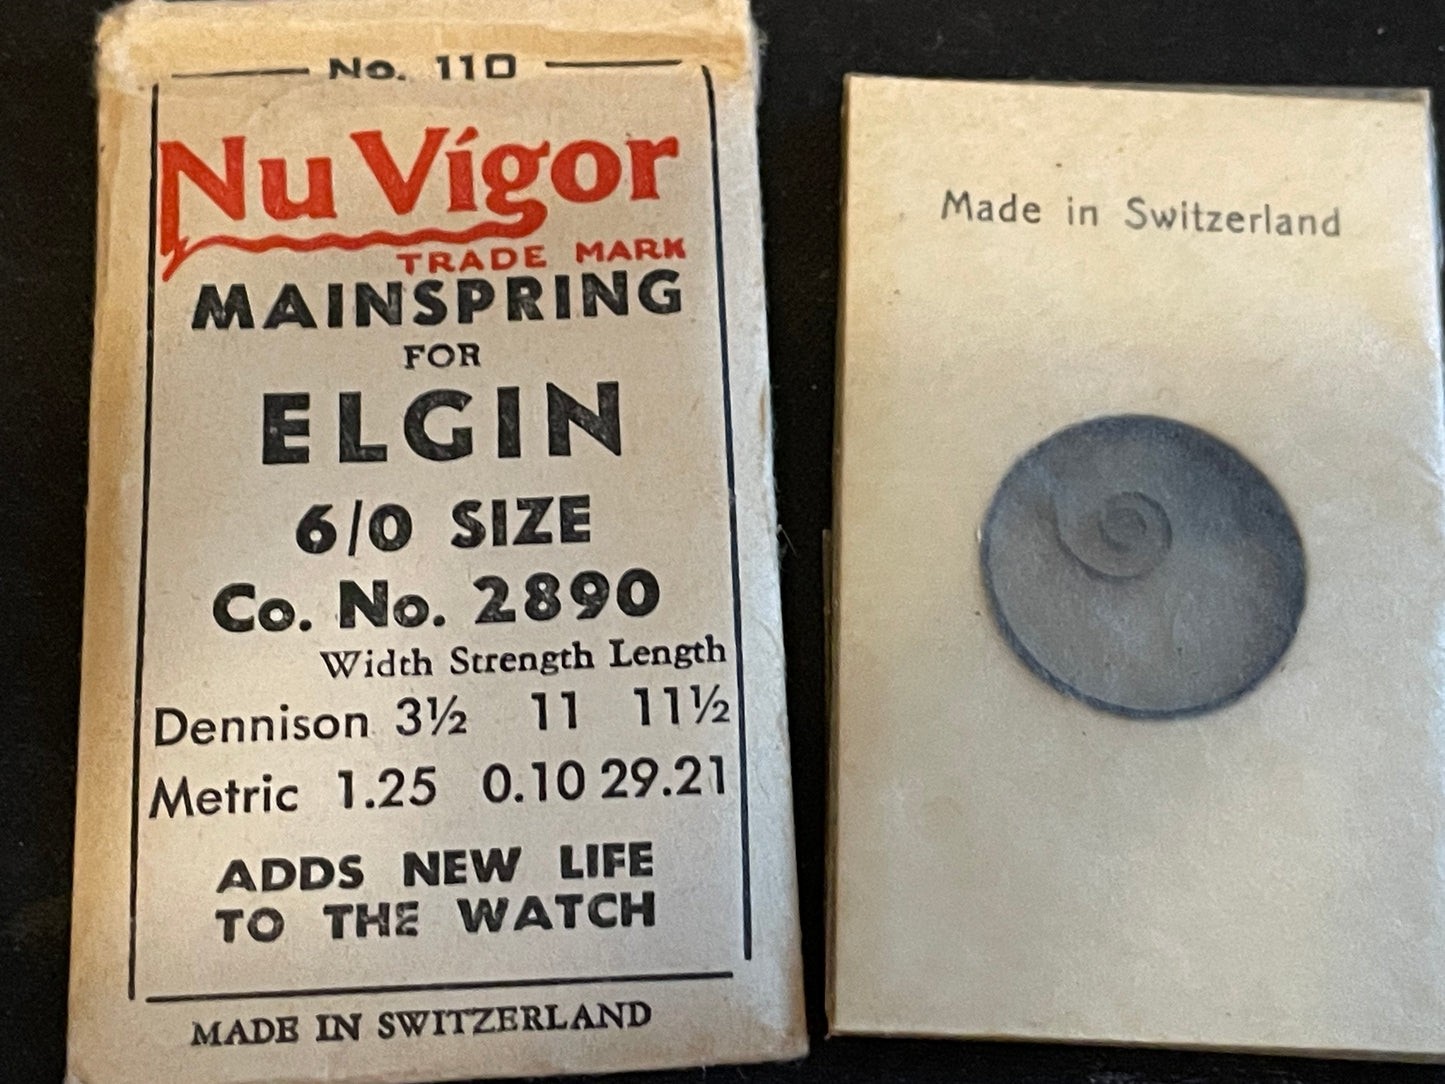 No. 110
Nu Vigor
TRADE MARK
MAINSPRING
FOR
ELGIN
6/0 SIZE
Co. No. 2890
Width Strength Length
Dennison 3½ 11 11½
Metric 1.25 0.10 29.21
ADDS NEW LIFE
TO THE WATCH
MADE IN SWITZERLAND
Made in Switzerland